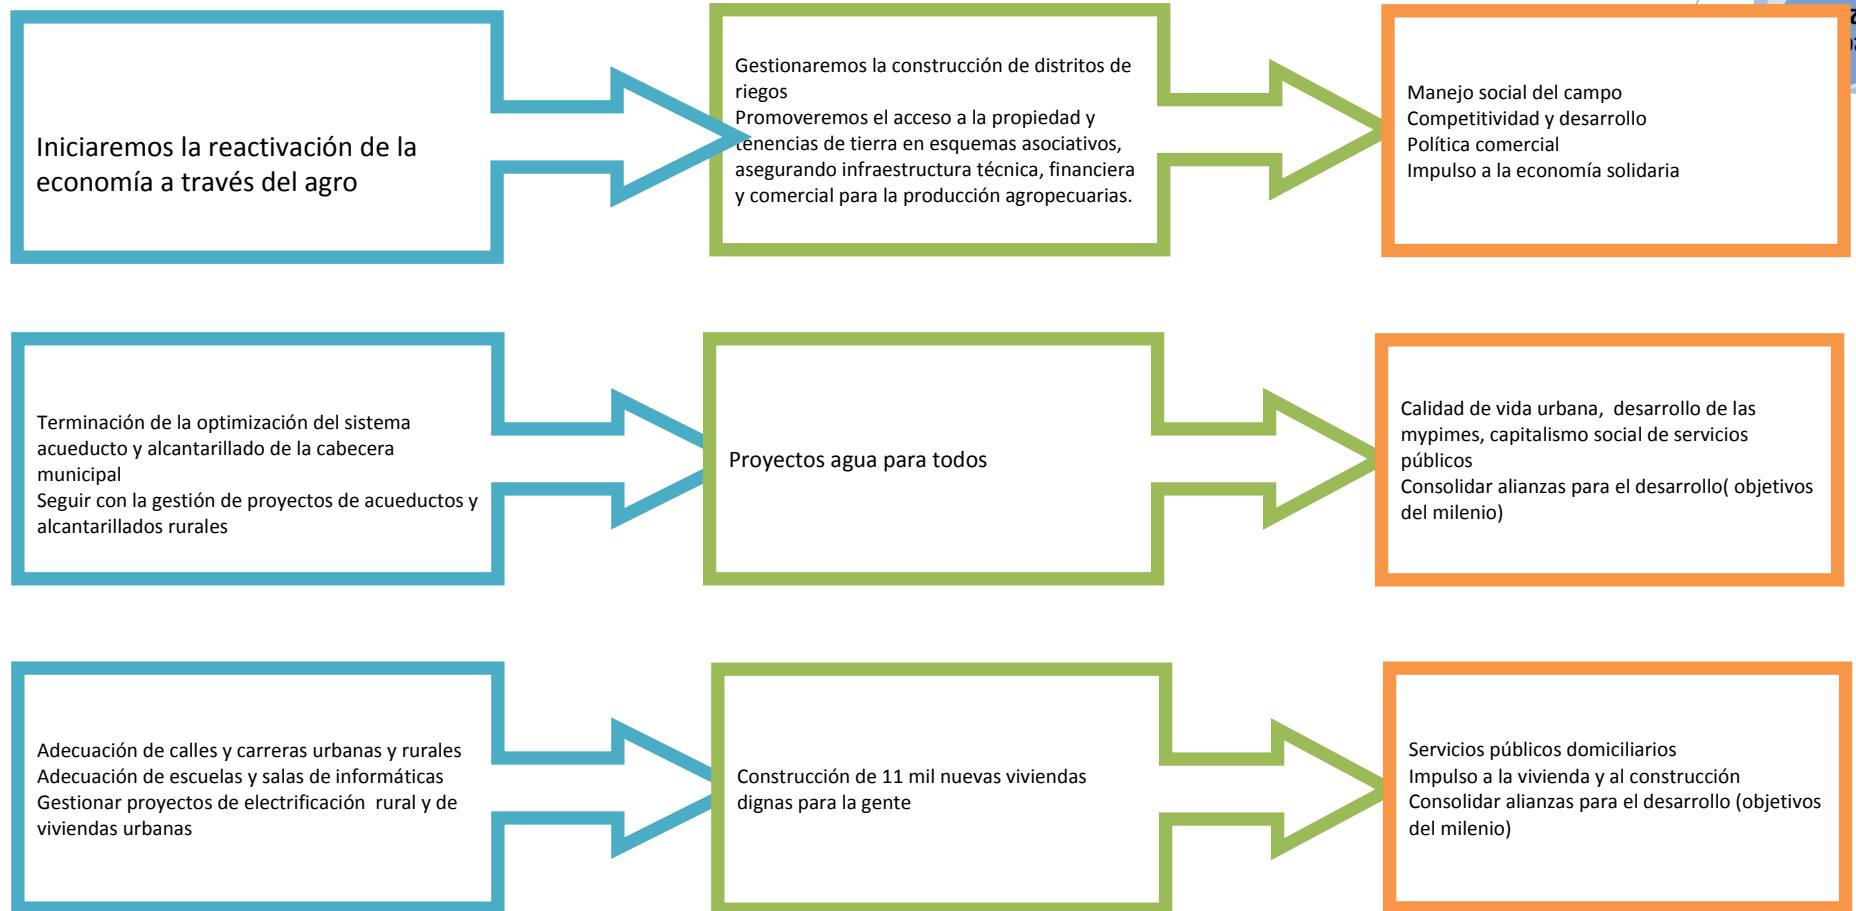 Iniciaremos la reactivación de la
economía a través del agro
Gestionaremos la construcción de distritos de
riegos
Promoveremos el acceso a la propiedad y
tenencias de tierra en esquemas asociativos,
asegurando infraestructura técnica, financiera
y comercial para la producción agropecuarias.
Manejo social del campo
Competitividad y desarrollo
Política comercial
Impulso a la economía solidaria
Terminación de la optimización del sistema
acueducto y alcantarillado de la cabecera
municipal
Seguir con la gestión de proyectos de acueductos y
alcantarillados rurales
Proyectos agua para todos
Calidad de vida urbana,  desarrollo de las
mypimes, capitalismo social de servicios
públicos
Consolidar alianzas para el desarrollo( objetivos
del milenio)
Adecuación de calles y carreras urbanas y rurales
Adecuación de escuelas y salas de informáticas
Gestionar proyectos de electrificación  rural y de
viviendas urbanas
Construcción de 11 mil nuevas viviendas
dignas para la gente
Servicios públicos domiciliarios
Impulso a la vivienda y al construcción
Consolidar alianzas para el desarrollo (objetivos
del milenio)